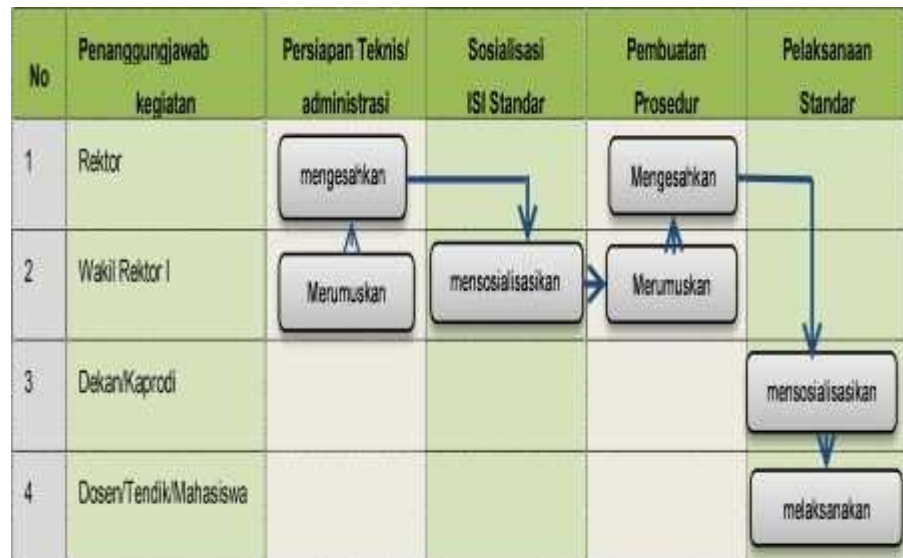 No
Penanggungjawab
kegiatan
Persiapan Teknis/
administrasi
Sosialisasi
ISI Standar
Pembuatan
Prosedur
Pelaksanaan
Standar
1
Rektor
mengesahkan
Mengesahkan
2
Wakil Rektor I
Merumuskan
mensosialisasikan
Merumuskan
3
Dekan/Kaprodi
mensosialisasikan
4
Dosen/Tendik/Mahasiswa
melaksanakan